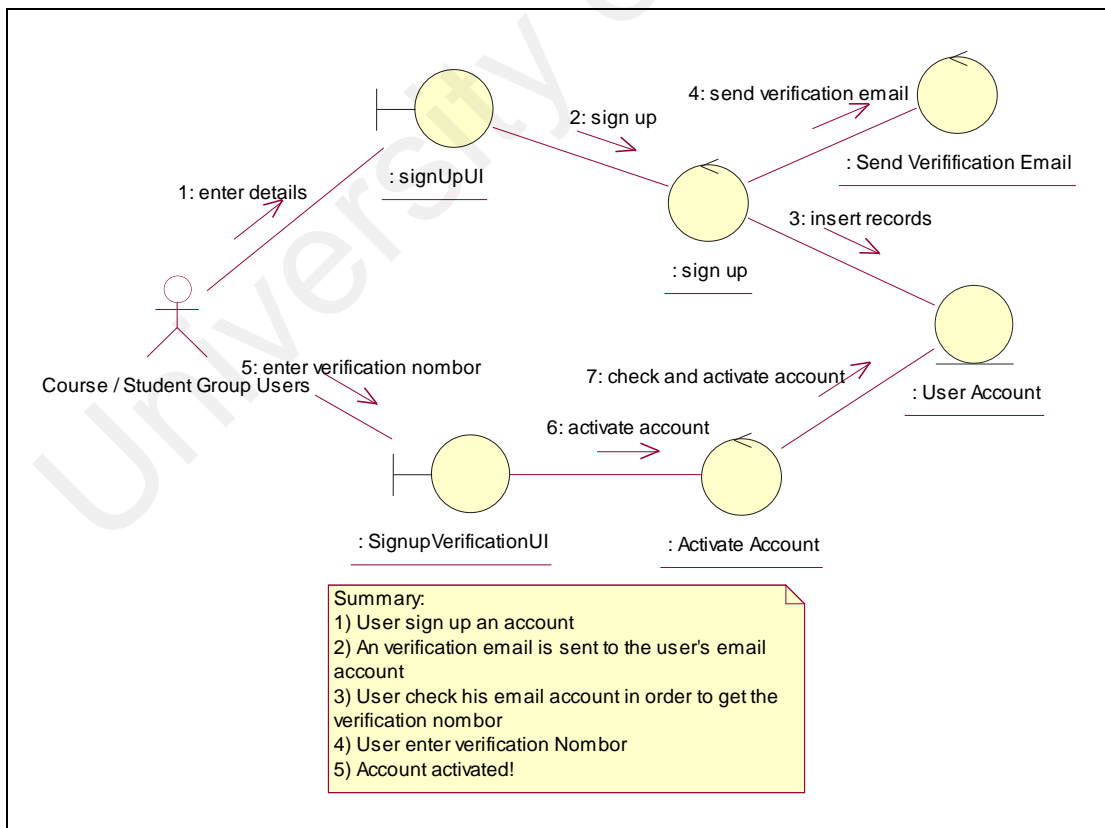 University
4: send verification email
2: sign up
: Send Verifification Email
: signUpUI
1: enter details
3: insert records
: sign up
5: enter verification nombor
Course / Student Group Users
7: check and activate account
: User Account
6: activate account
: SignupVerificationUI
: Activate Account
Summary:
1) User sign up an account
2) An verification email is sent to the user's email
account
3) User check his email account in order to get the
verification nombor
4) User enter verification Nombor
5) Account activated!